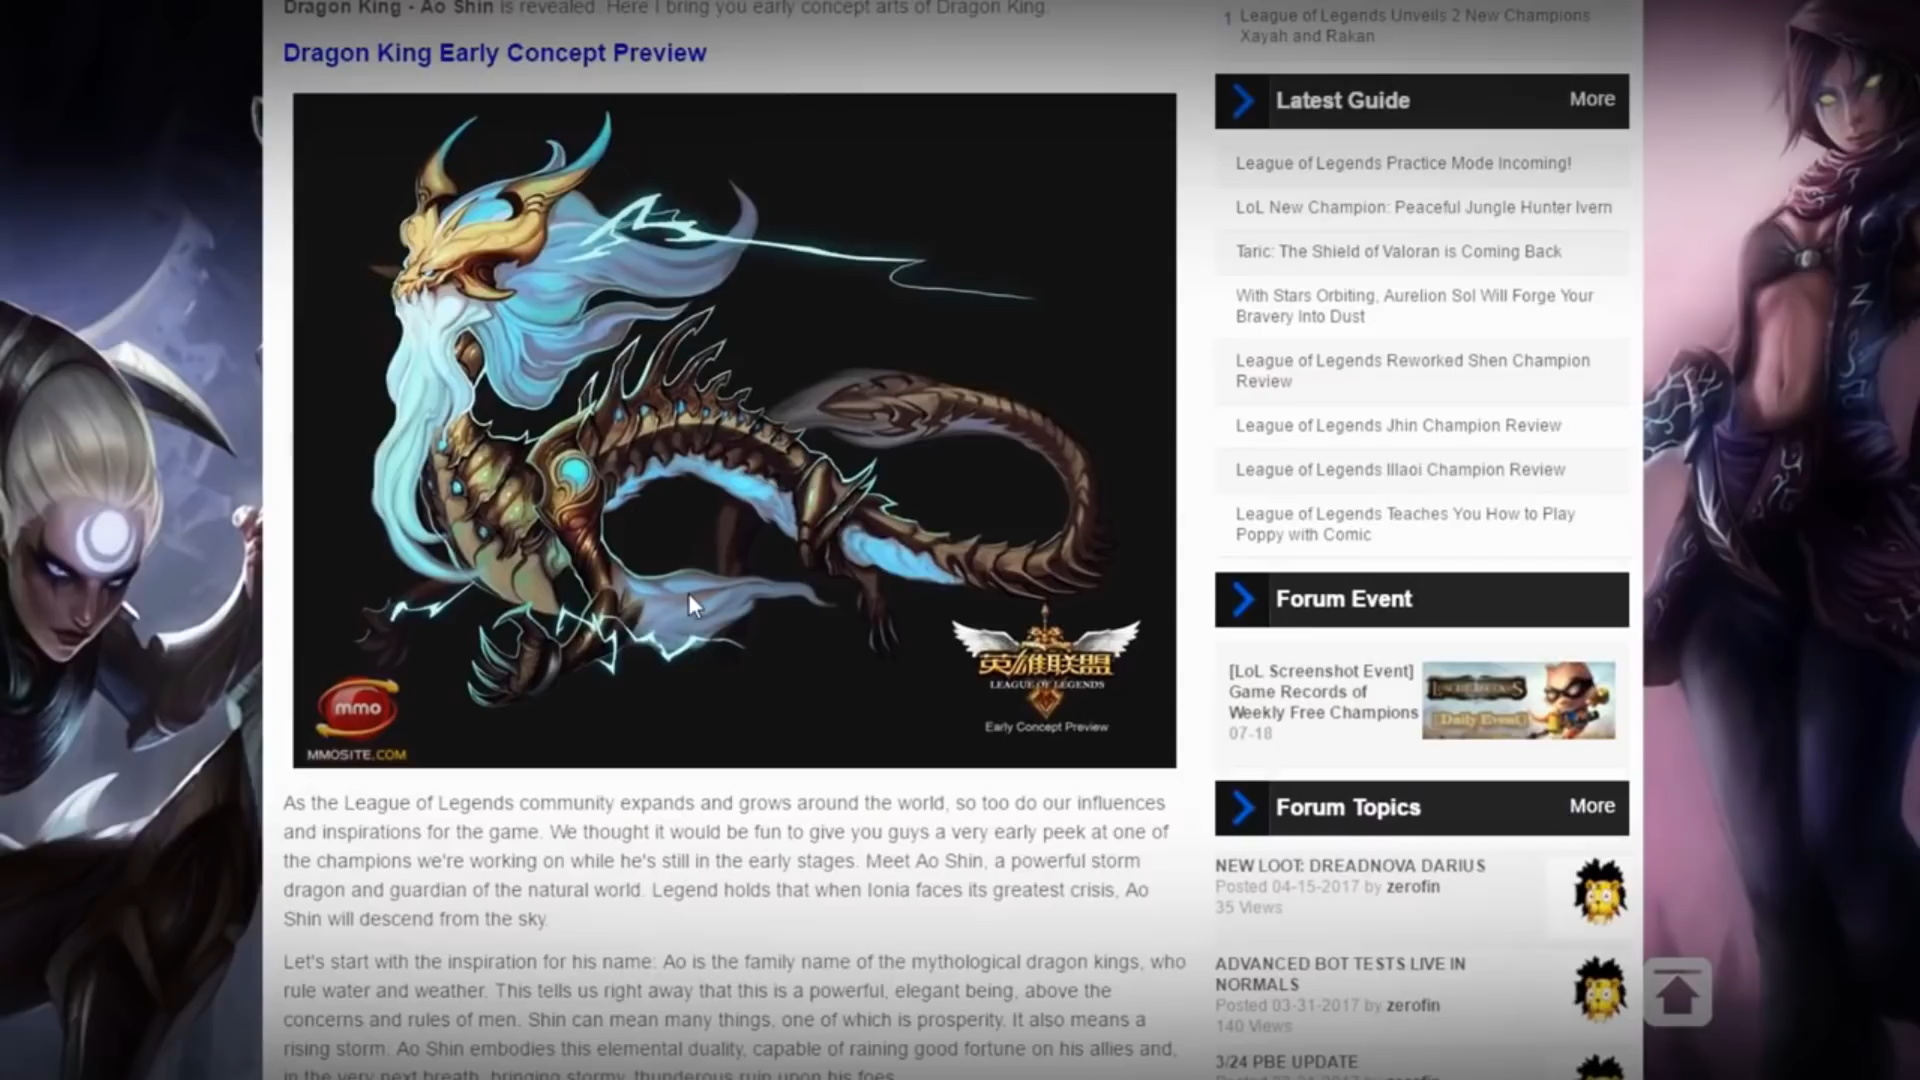 Dragon King - Ao Shin is revealed. Here I bring you early concept arts of Dragon King.
Dragon King Early Concept Preview
英雄联盟
LEAGUE OF LEGENDS
Early Concept Preview
mmo
MMOSITE.COM
As the League of Legends community expands and grows around the world, so too do our influences
and inspirations for the game. We thought it would be fun to give you guys a very early peek at one of
the champions we're working on while he's still in the early stages. Meet Ao Shin, a powerful storm
dragon and guardian of the natural world. Legend holds that when Ionia faces its greatest crisis, Ao
Shin will descend from the sky.
Let's start with the inspiration for his name: Ao is the family name of the mythological dragon kings, who
rule water and weather. This tells us right away that this is a powerful, elegant being, above the
concerns and rules of men. Shin can mean many things, one of which is prosperity. It also means a
rising storm. Ao Shin embodies this elemental duality, capable of raining good fortune on his allies and,
in the very next breath, bringing stormy, thunderous ruin upon his foes.
1 League of Legends Unveils 2 New Champions
Xayah and Rakan
Latest Guide More
League of Legends Practice Mode Incoming!
LoL New Champion: Peaceful Jungle Hunter Ivern
Taric: The Shield of Valoran is Coming Back
With Stars Orbiting, Aurelion Sol Will Forge Your
Bravery Into Dust
League of Legends Reworked Shen Champion
Review
League of Legends Jhin Champion Review
League of Legends Illaoi Champion Review
League of Legends Teaches You How to Play
Poppy with Comic
Forum Event
[LoL Screenshot Event]
Game Records of
Weekly Free Champions
07-18
Daily Event
Forum Topics More
NEW LOOT: DREADNOVA DARIUS
Posted 04-15-2017 by zerofin
35 Views
ADVANCED BOT TESTS LIVE IN
NORMALS
Posted 03-31-2017 by zerofin
140 Views
3/24 PBE UPDATE